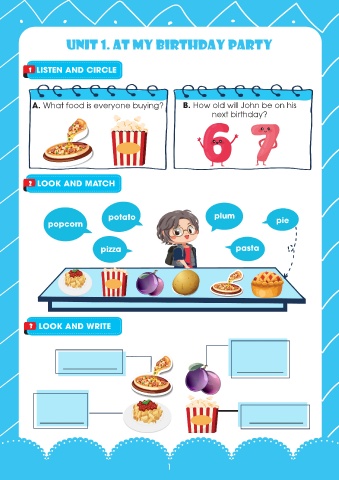 UNIT 1. AT MY BIRTHDAY PARTY
1 LISTEN AND CIRCLE
A. What food is everyone buying?
B. How old will John be on his
next birthday?
6 7
2 LOOK AND MATCH
popcorn
potato
plum
pie
pizza
pasta
3 LOOK AND WRITE
1